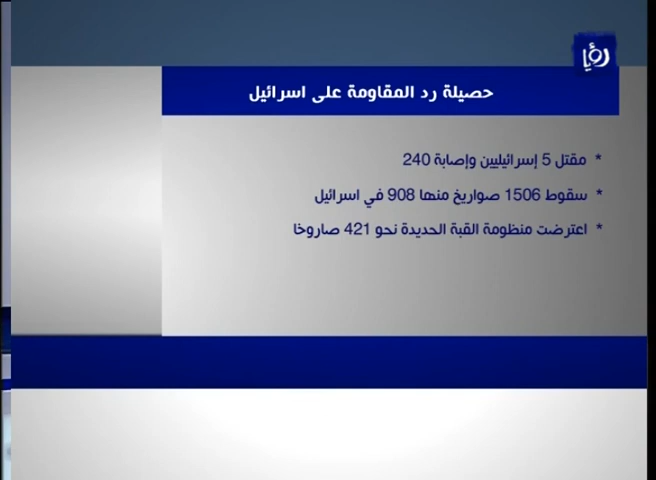 رؤيا
حصيلة رد المقاومة على اسرائيل
* مقتل 5 إسرائيليين وإصابة 240
* سقوط 1506 صواريخ منها 908 في اسرائيل
* اعترضت منظومة القبة الحديدة نحو 421 صاروخا